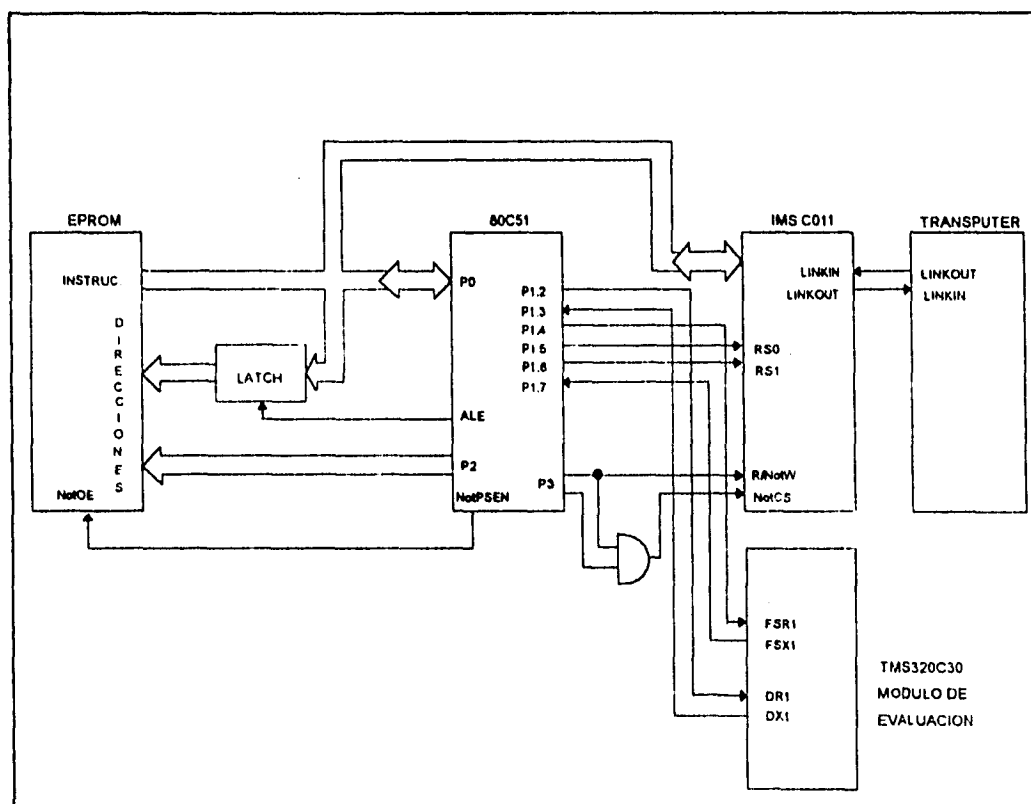 EPROM
80C51
IMS C011
TRANSPUTER
INSTRUC.
DIRECCIONES
NotOE
LATCH
P0
P1.2
P1.3
P1.4
P1.5
P1.6
P1.7
ALE
P2
NotPSEN
P3
LINKIN
LINKOUT
RS0
RS1
R/NotW
NotCS
LINKOUT
LINKIN
FSR1
FSX1
DR1
DX1
TMS320C30
MODULO DE
EVALUACION